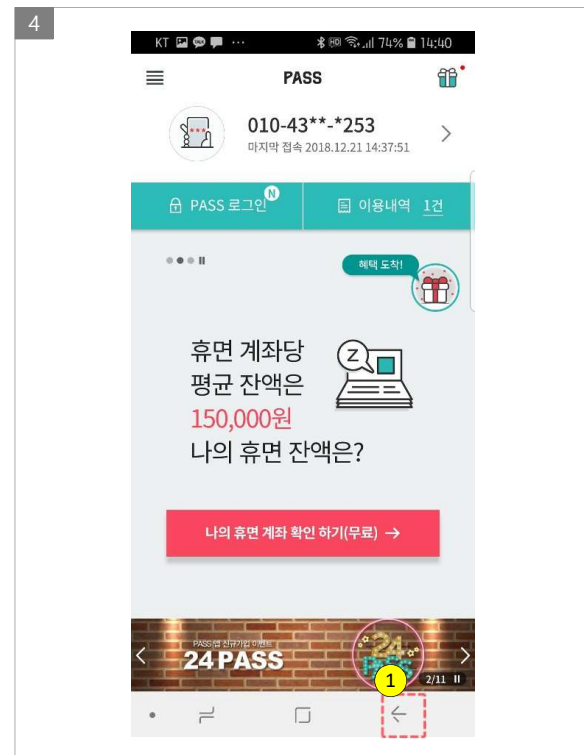 4
KT ··· 74% 14:40
PASS
010-43**-*253
마지막 접속 2018.12.21 14:37:51
PASS 로그인 N
이용내역 1건
혜택 도착!
휴면 계좌당
평균 잔액은
150,000원
나의 휴면 잔액은?
Z
나의 휴면 계좌 확인 하기(무료) →
PASS앱 신규가입 이벤트
24 PASS
24
PASS
2/11
1